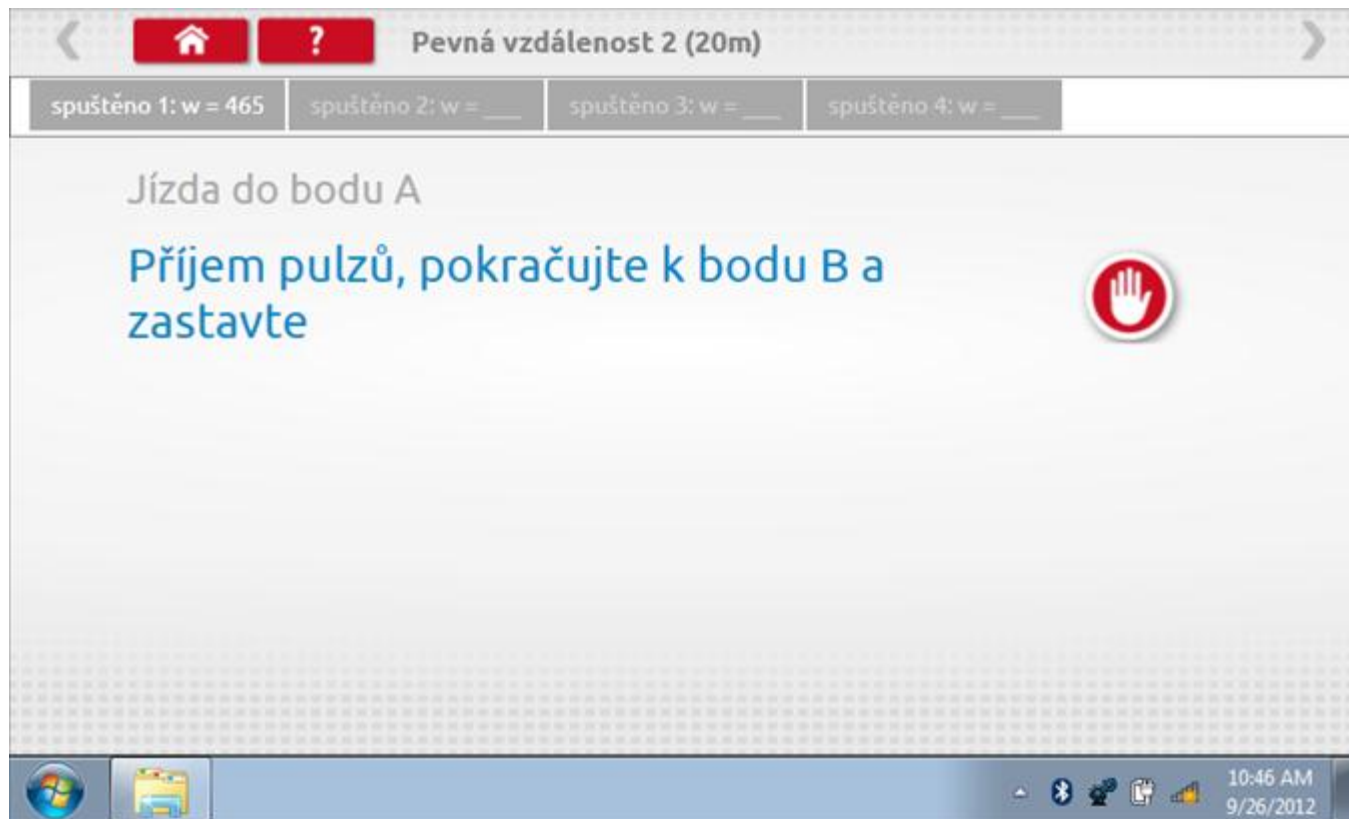 ? Pevná vzdálenost 2 (20m)
spuštěno 1: w = 465 spuštěno 2: w = ___ spuštěno 3: w = ___ spuštěno 4: w = ___
Jízda do bodu A
Příjem pulzů, pokračujte k bodu B a
zastavte
10:46 AM
9/26/2012